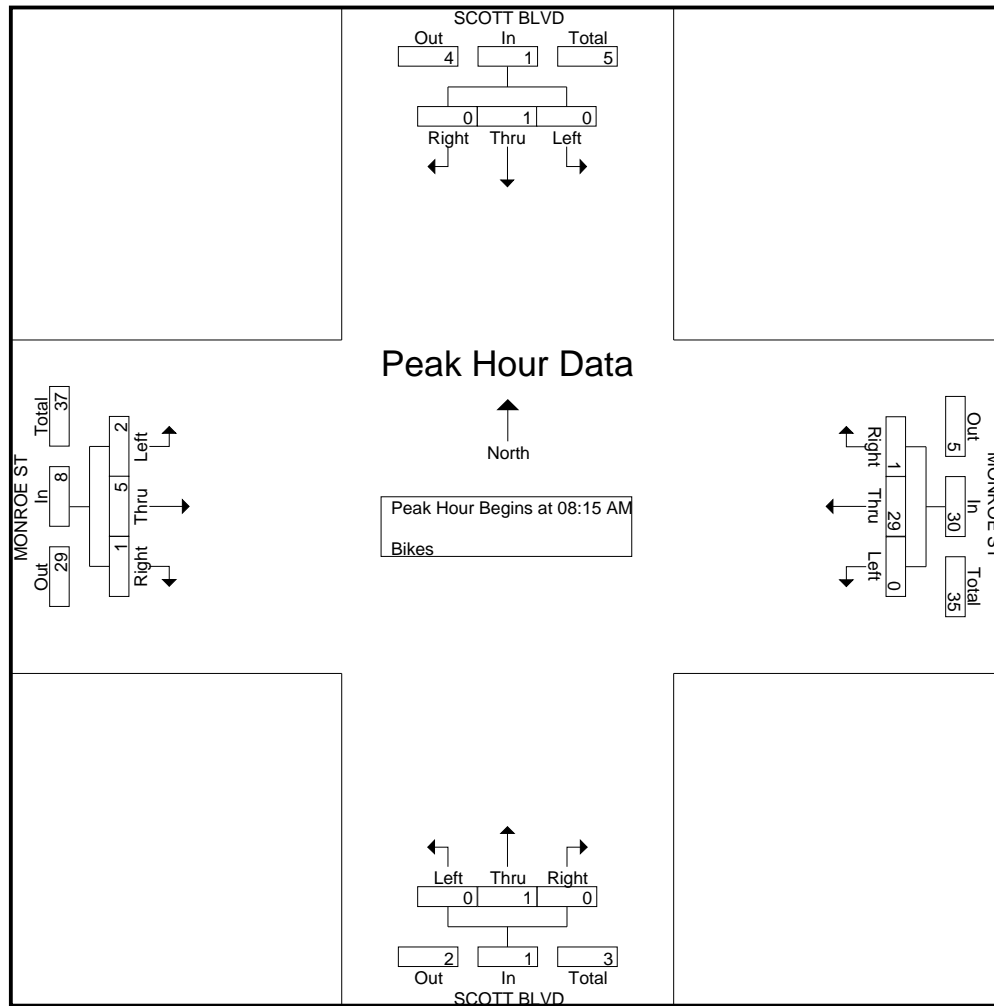 SCOTT BLVD
Out In Total
4 1 5
0 1 0
Right Thru Left
Peak Hour Data
North
Peak Hour Begins at 08:15 AM
Bikes
MONROE ST
Total In Out
37 8 29
2 5 1
Left Thru Right
Right Thru Left
1 29 0
5 30 35
Out In Total
MONROE ST
Left Thru Right
0 1 0
2 1 3
Out In Total
SCOTT BLVD